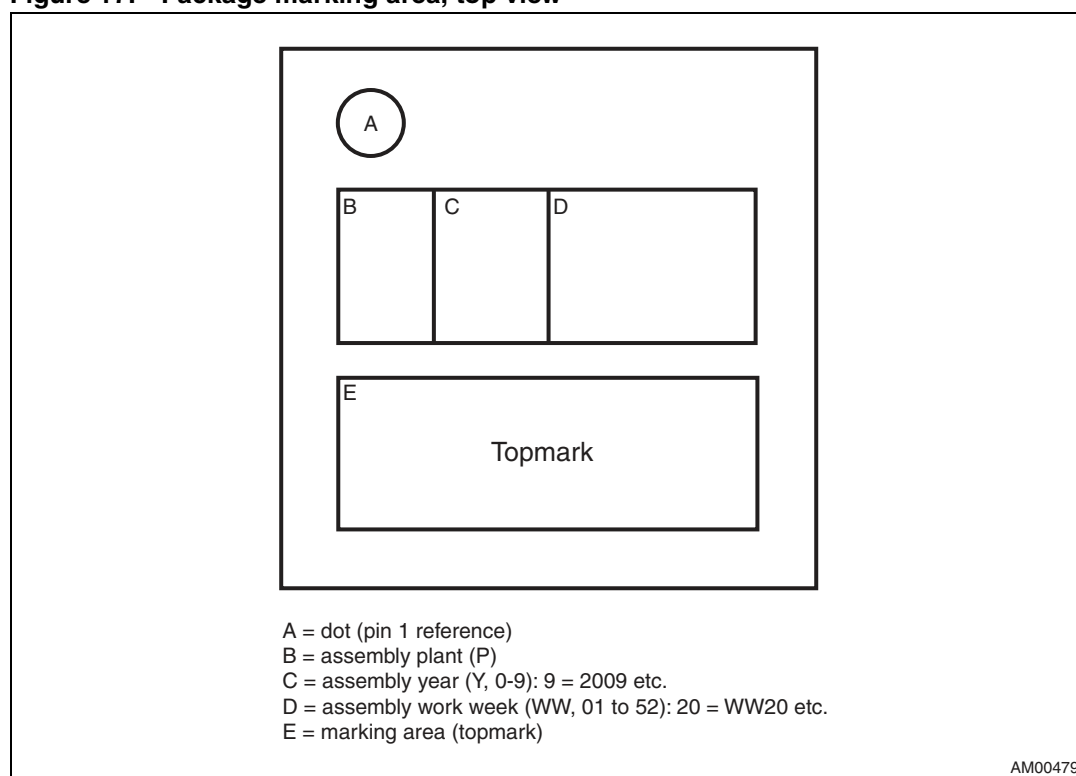 Figure 17. Package marking area, top view
A
B
C
D
E
Topmark
A = dot (pin 1 reference)
B = assembly plant (P)
C = assembly year (Y, 0-9): 9 = 2009 etc.
D = assembly work week (WW, 01 to 52): 20 = WW20 etc.
E = marking area (topmark)
AM00479